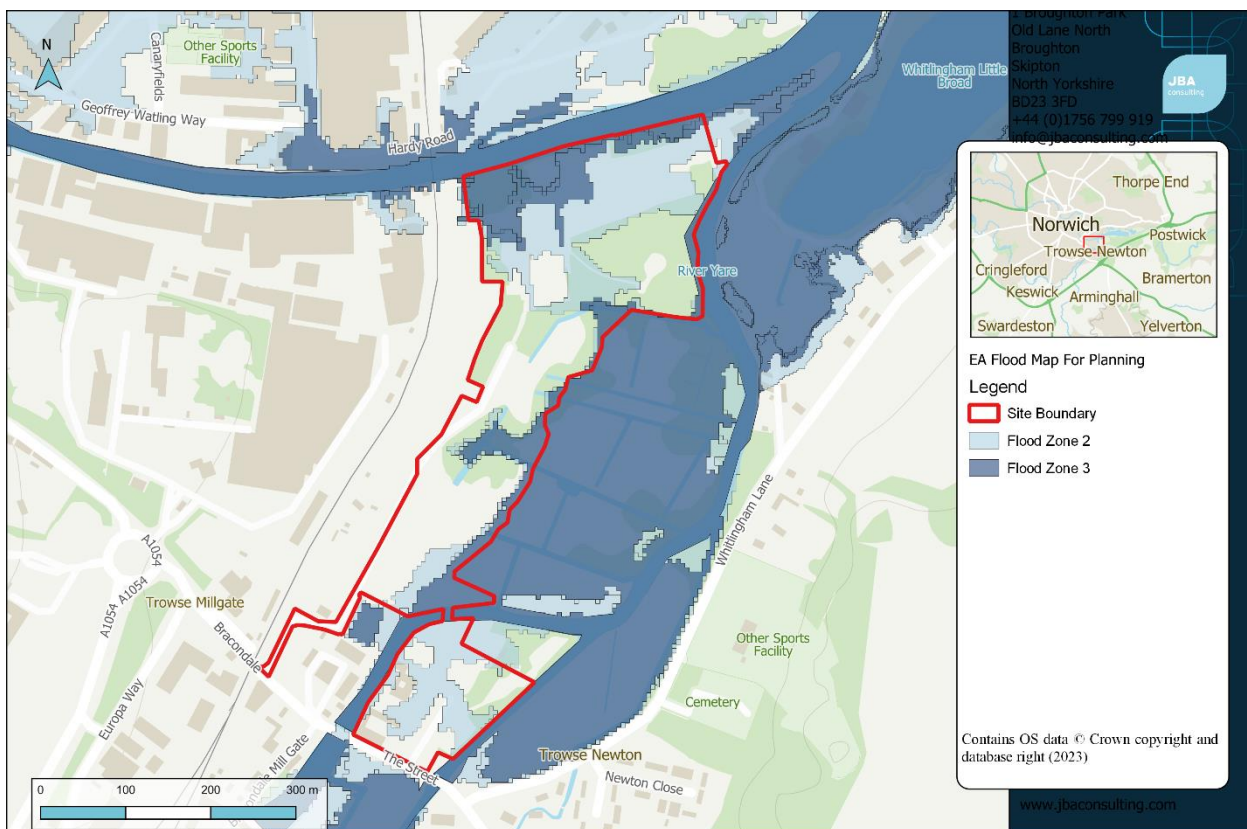 N
Canaryfields
Other Sports
Facility
Geoffrey Watling Way
Hardy Road
Whitlingham Little
Broad
River Yare
Whitlingham Lane
A1054
A1054
A1054
Trowse Millgate
Bracondale
Europa Way
Mill Gate
The Street
Trowse Newton
Newton Close
Cemetery
Other Sports
Facility
0 100 200 300 m
1 Broughton Park
Old Lane North
Broughton
Skipton
North Yorkshire
BD23 3FD
+44 (0)1756 799 919
info@jbaconsulting.com
JBA
consulting
Thorpe End
Norwich
Postwick
Trowse-Newton
Cringleford
Bramerton
Keswick
Arminghall
Swardeston
Yelverton
EA Flood Map For Planning
Legend
Site Boundary
Flood Zone 2
Flood Zone 3
Contains OS data © Crown copyright and
database right (2023)
www.jbaconsulting.com